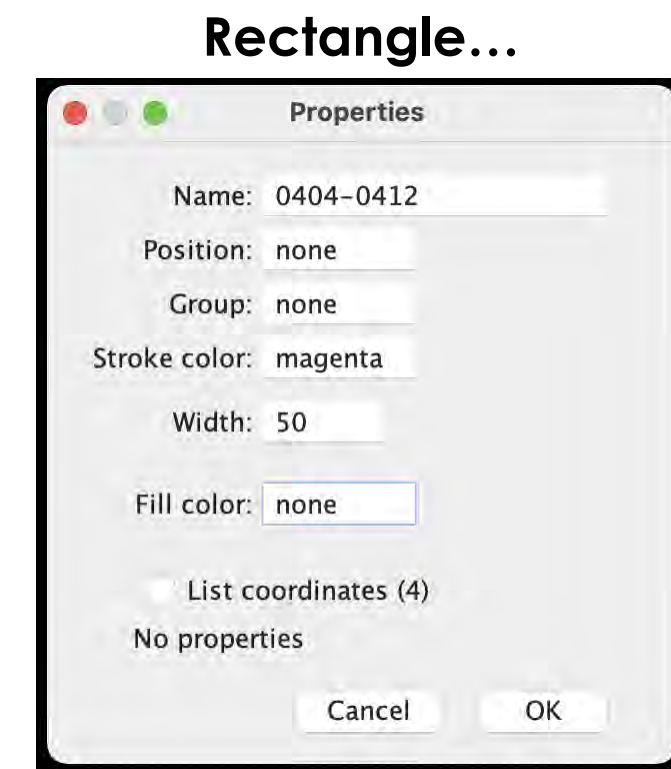 Rectangle...
Properties
Name: 0404-0412
Position: none
Group: none
Stroke color: magenta
Width: 50
Fill color: none
List coordinates (4)
No properties
Cancel OK